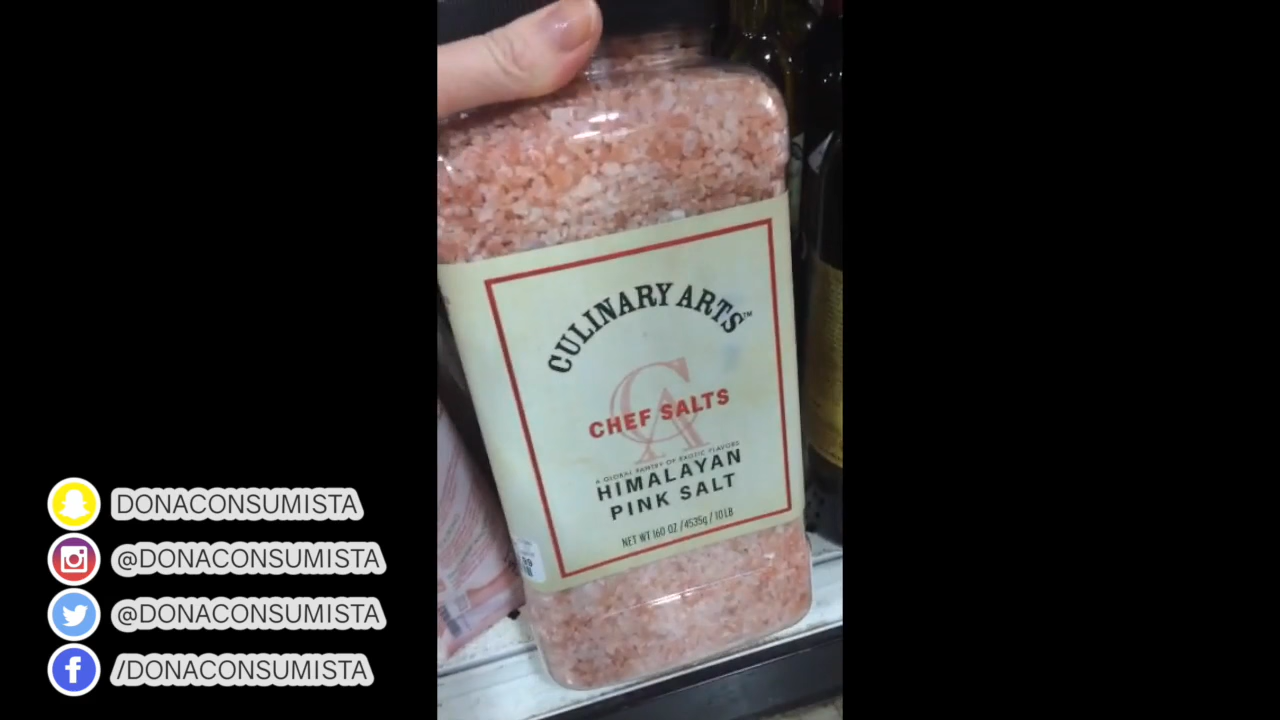 CULINARY ARTS™
CA
CHEF SALTS
A GLOBAL PANTRY OF EXOTIC FLAVORS
HIMALAYAN
PINK SALT
NET WT 160 OZ / 4535g / 10 LB
99
DONACONSUMISTA
@DONACONSUMISTA
@DONACONSUMISTA
/DONACONSUMISTA